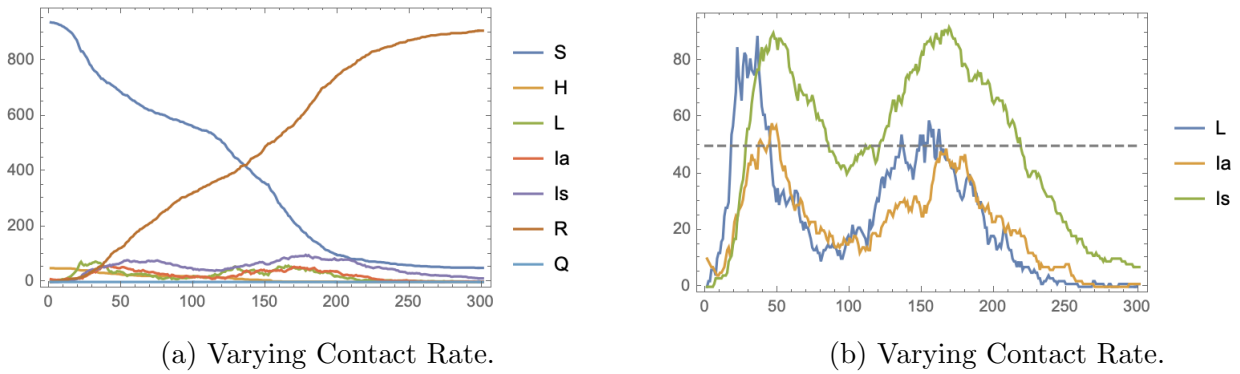 800
600
400
200
0
0 50 100 150 200 250 300
S
H
L
Ia
Is
R
Q
80
60
40
20
0
0 50 100 150 200 250 300
L
Ia
Is
(a) Varying Contact Rate.
(b) Varying Contact Rate.